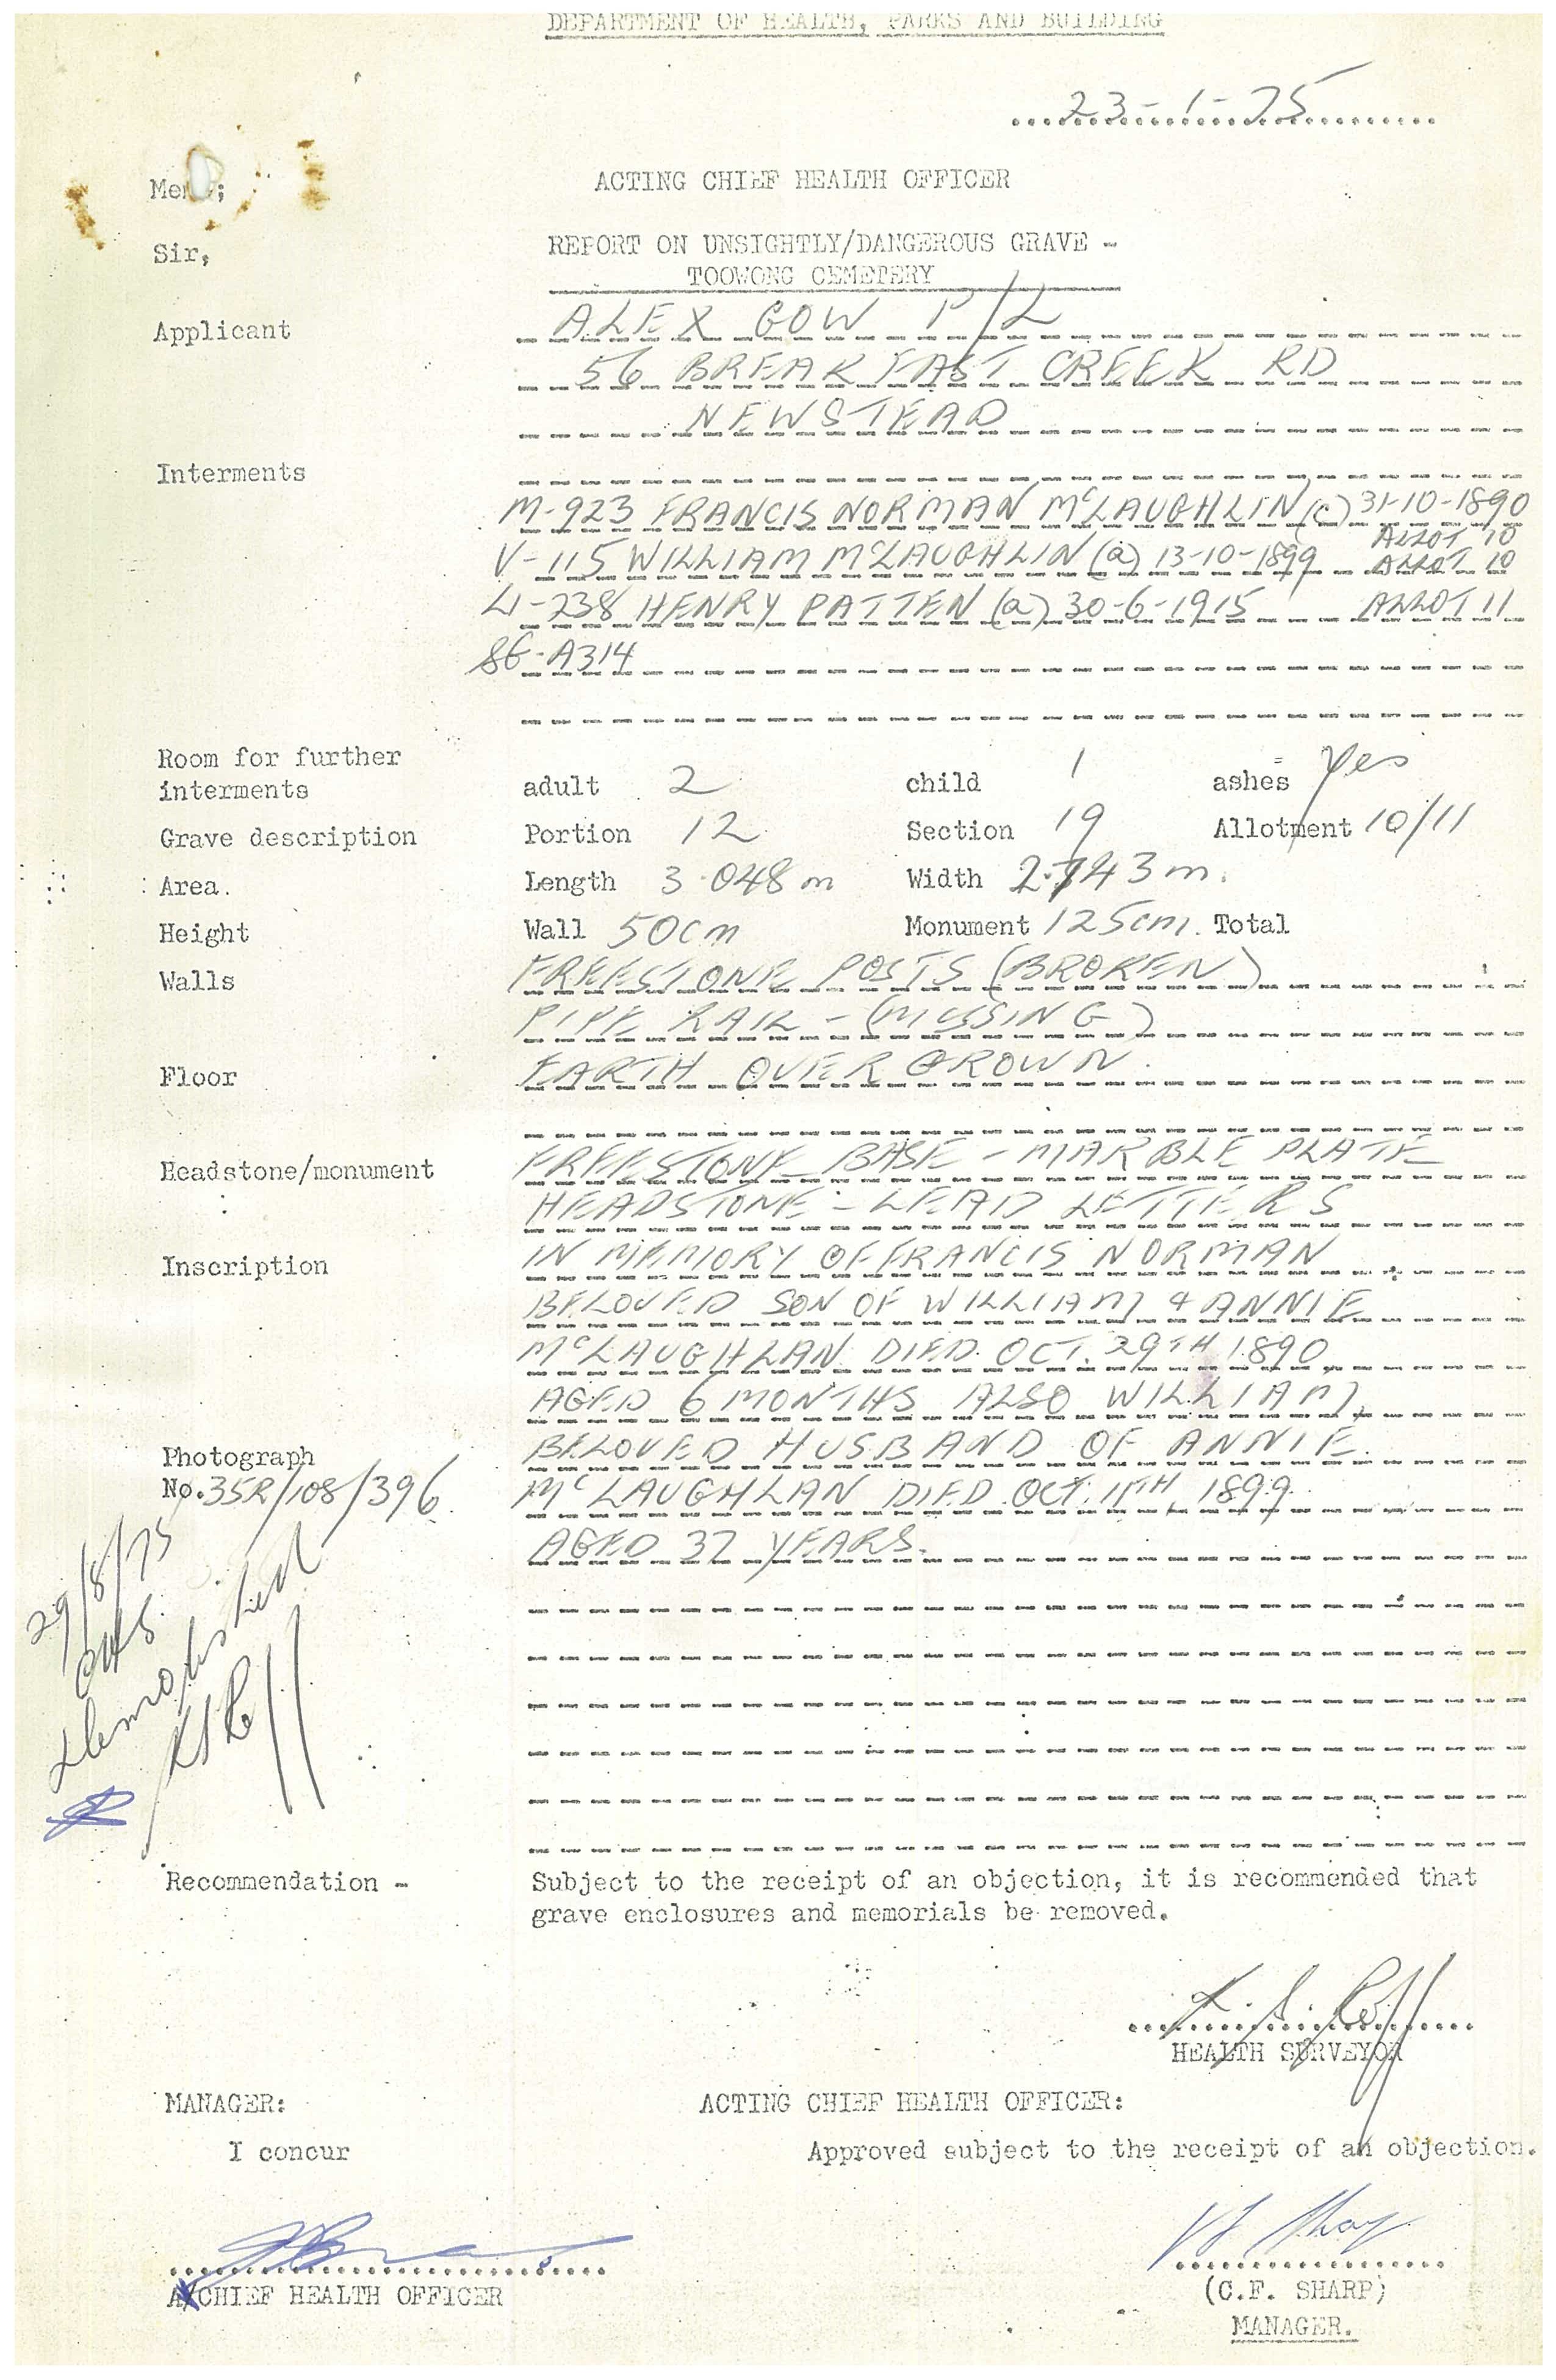 DEPARTMENT OF HEALTH, PARKS AND BUILDING
23-1-75
ACTING CHIEF HEALTH OFFICER
Sir,
REPORT ON UNSIGHTLY/DANGEROUS GRAVE -
TOOWONG CEMETERY
Applicant ALEX GOW P/L
56 BREAKFAST CREEK RD
NEWSTEAD
Interments
M-923 FRANCIS NORMAN McLAUGHLIN (c) 31-10-1890
ALLOT 10
V-115 WILLIAM McLAUGHLIN (a) 13-10-1899 ALLOT 10
U-238 HENRY PATTEN (a) 30-6-1915 ALLOT 11
86-A314
Room for further
interments adult 2 child 1 ashes Yes
Grave description Portion 12 Section 19 Allotment 10/11
Area. Length 3.048 m Width 2.743 m.
Height Wall 50cm Monument 125cm. Total
Walls FREESTONE POSTS (BROKEN)
PIPE RAIL - (MISSING)
Floor EARTH OVERGROWN.
Headstone/monument FREESTONE BASE - MARBLE PLATE
HEADSTONE - LEAD LETTERS
Inscription IN MEMORY OF FRANCIS NORMAN
BELOVED SON OF WILLIAM & ANNIE
McLAUGHLAN DIED OCT. 29TH 1890
AGED 6 MONTHS ALSO WILLIAM,
Photograph BELOVED HUSBAND OF ANNIE.
No. 35R/108/396 McLAUGHLAN DIED OCT. 11TH, 1899.
AGED 37 YEARS.
29/8/75
Demolished
Recommendation - Subject to the receipt of an objection, it is recommended that
grave enclosures and memorials be removed.
HEALTH SURVEYOR
MANAGER: ACTING CHIEF HEALTH OFFICER:
I concur Approved subject to the receipt of an objection.
A/CHIEF HEALTH OFFICER (C.F. SHARP)
MANAGER.